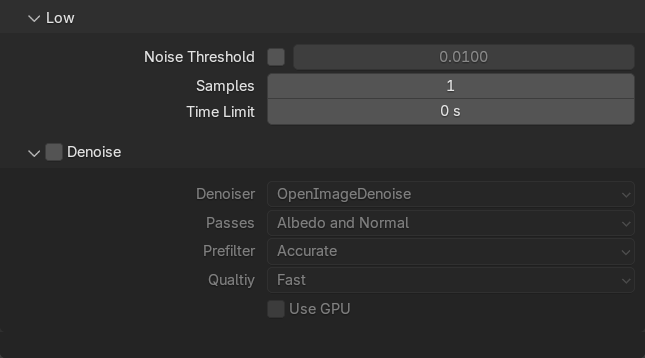 Low
Noise Threshold 0.0100
Samples 1
Time Limit 0 s
Denoise
Denoiser OpenImageDenoise
Passes Albedo and Normal
Prefilter Accurate
Qualtiy Fast
Use GPU